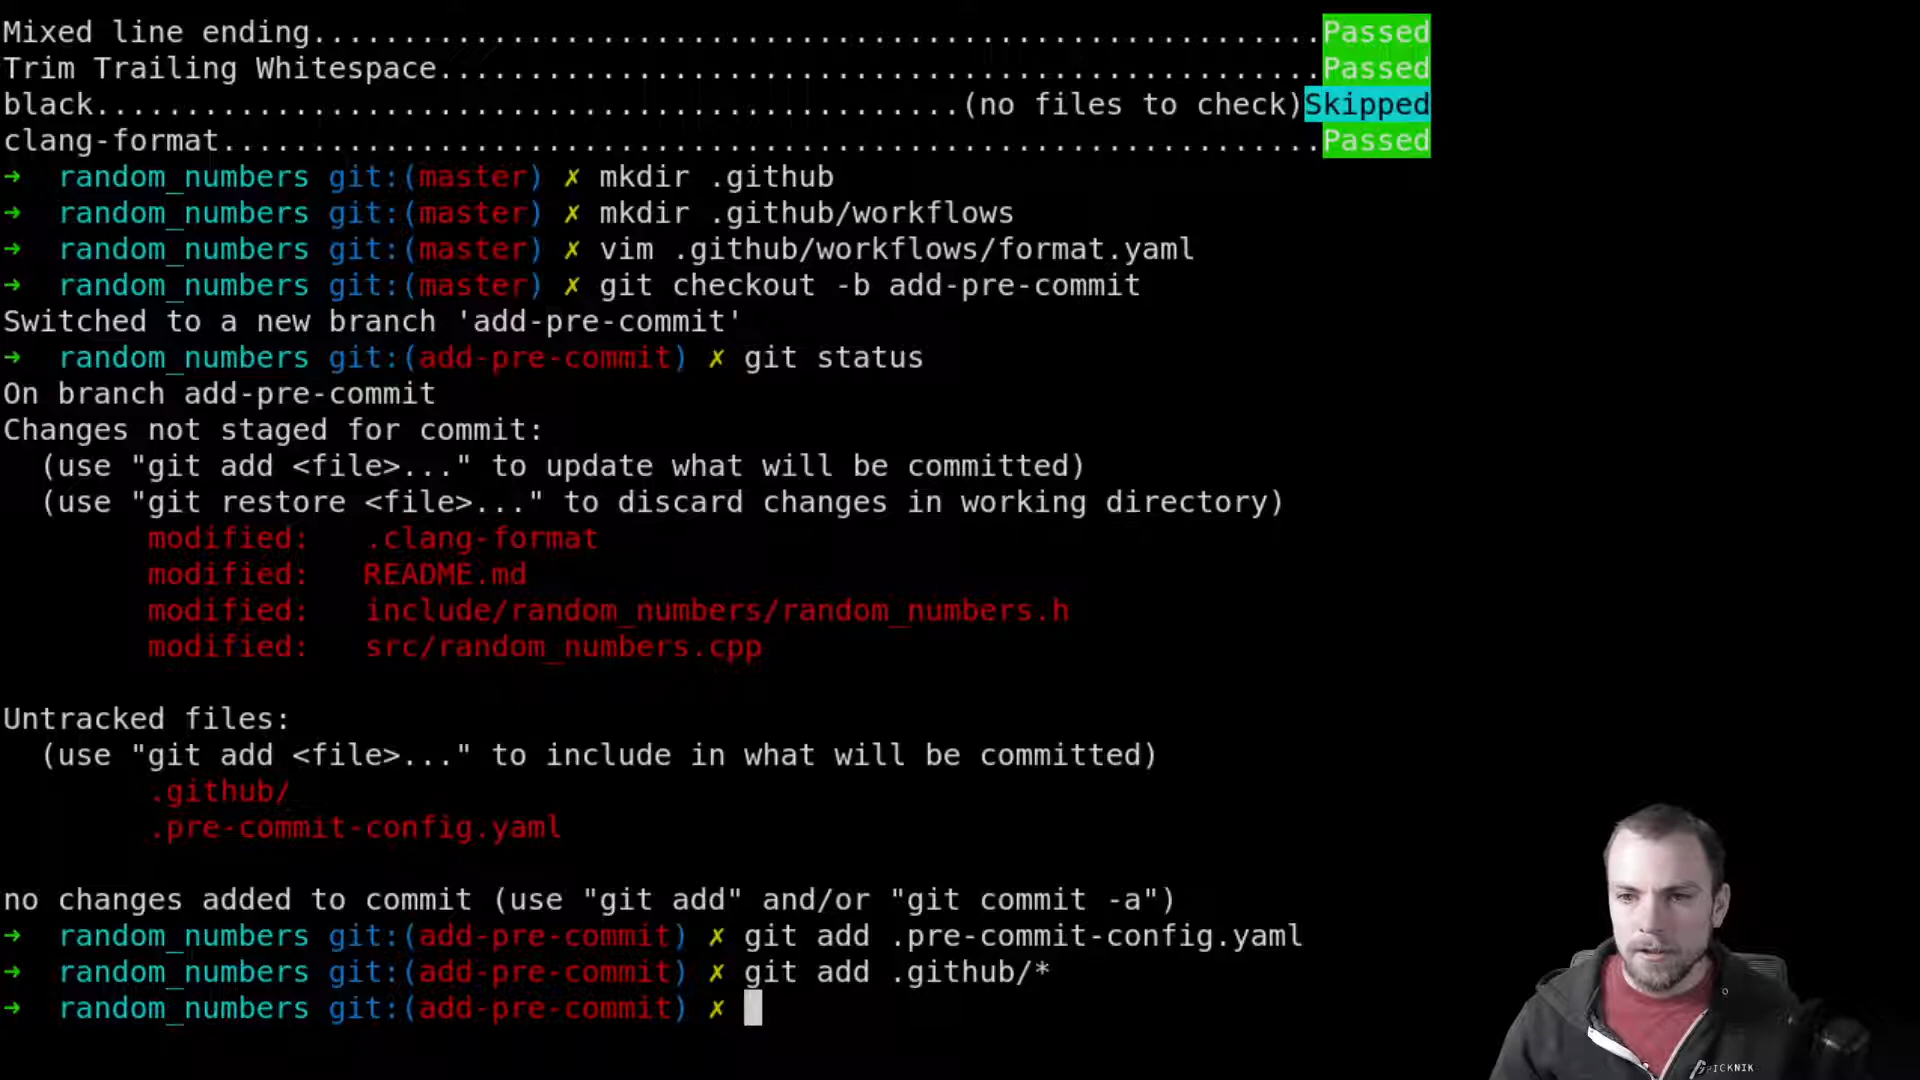 Mixed line ending........................................................Passed
Trim Trailing Whitespace.................................................Passed
black................................................(no files to check)Skipped
clang-format.............................................................Passed
→  random_numbers git:(master) ✗ mkdir .github
→  random_numbers git:(master) ✗ mkdir .github/workflows
→  random_numbers git:(master) ✗ vim .github/workflows/format.yaml
→  random_numbers git:(master) ✗ git checkout -b add-pre-commit
Switched to a new branch 'add-pre-commit'
→  random_numbers git:(add-pre-commit) ✗ git status
On branch add-pre-commit
Changes not staged for commit:
  (use "git add <file>..." to update what will be committed)
  (use "git restore <file>..." to discard changes in working directory)
        modified:   .clang-format
        modified:   README.md
        modified:   include/random_numbers/random_numbers.h
        modified:   src/random_numbers.cpp
Untracked files:
  (use "git add <file>..." to include in what will be committed)
        .github/
        .pre-commit-config.yaml
no changes added to commit (use "git add" and/or "git commit -a")
→  random_numbers git:(add-pre-commit) ✗ git add .pre-commit-config.yaml
→  random_numbers git:(add-pre-commit) ✗ git add .github/*
→  random_numbers git:(add-pre-commit) ✗
PICKNIK